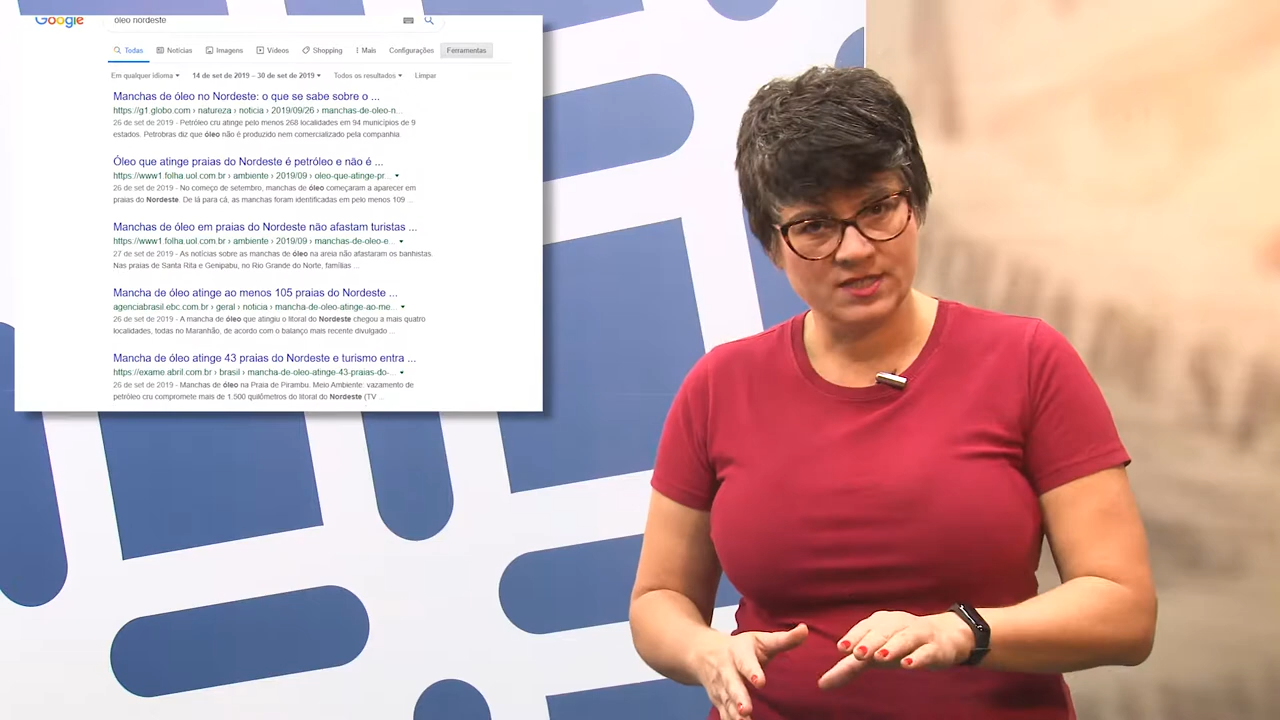 Google
óleo nordeste
Todas Notícias Imagens Vídeos Shopping Mais Configurações Ferramentas
Em qualquer idioma 14 de set de 2019 – 30 de set de 2019 Todos os resultados Limpar
Manchas de óleo no Nordeste: o que se sabe sobre o ...
https://g1.globo.com › natureza › noticia › 2019/09/26 › manchas-de-oleo-n...
26 de set de 2019 - Petróleo cru atinge pelo menos 268 localidades em 94 municípios de 9
estados. Petrobras diz que óleo não é produzido nem comercializado pela companhia.
Óleo que atinge praias do Nordeste é petróleo e não é ...
https://www1.folha.uol.com.br › ambiente › 2019/09 › oleo-que-atinge-pr...
26 de set de 2019 - No começo de setembro, manchas de óleo começaram a aparecer em
praias do Nordeste. De lá para cá, as manchas foram identificadas em pelo menos 109 ...
Manchas de óleo em praias do Nordeste não afastam turistas ...
https://www1.folha.uol.com.br › ambiente › 2019/09 › manchas-de-oleo-e...
27 de set de 2019 - As notícias sobre as manchas de óleo na areia não afastaram os banhistas
Nas praias de Santa Rita e Genipabu, no Rio Grande do Norte, famílias ...
Mancha de óleo atinge ao menos 105 praias do Nordeste ...
agenciabrasil.ebc.com.br › geral › noticia › mancha-de-oleo-atinge-ao-me...
26 de set de 2019 - A mancha de óleo que atingiu o litoral do Nordeste chegou a mais quatro
localidades, todas no Maranhão, de acordo com o balanço mais recente divulgado ...
Mancha de óleo atinge 43 praias do Nordeste e turismo entra ...
https://exame.abril.com.br › brasil › mancha-de-oleo-atinge-43-praias-do-...
26 de set de 2019 - Manchas de óleo na Praia de Pirambu. Meio Ambiente: vazamento de
petróleo cru compromete mais de 1.500 quilômetros do litoral do Nordeste (TV ...